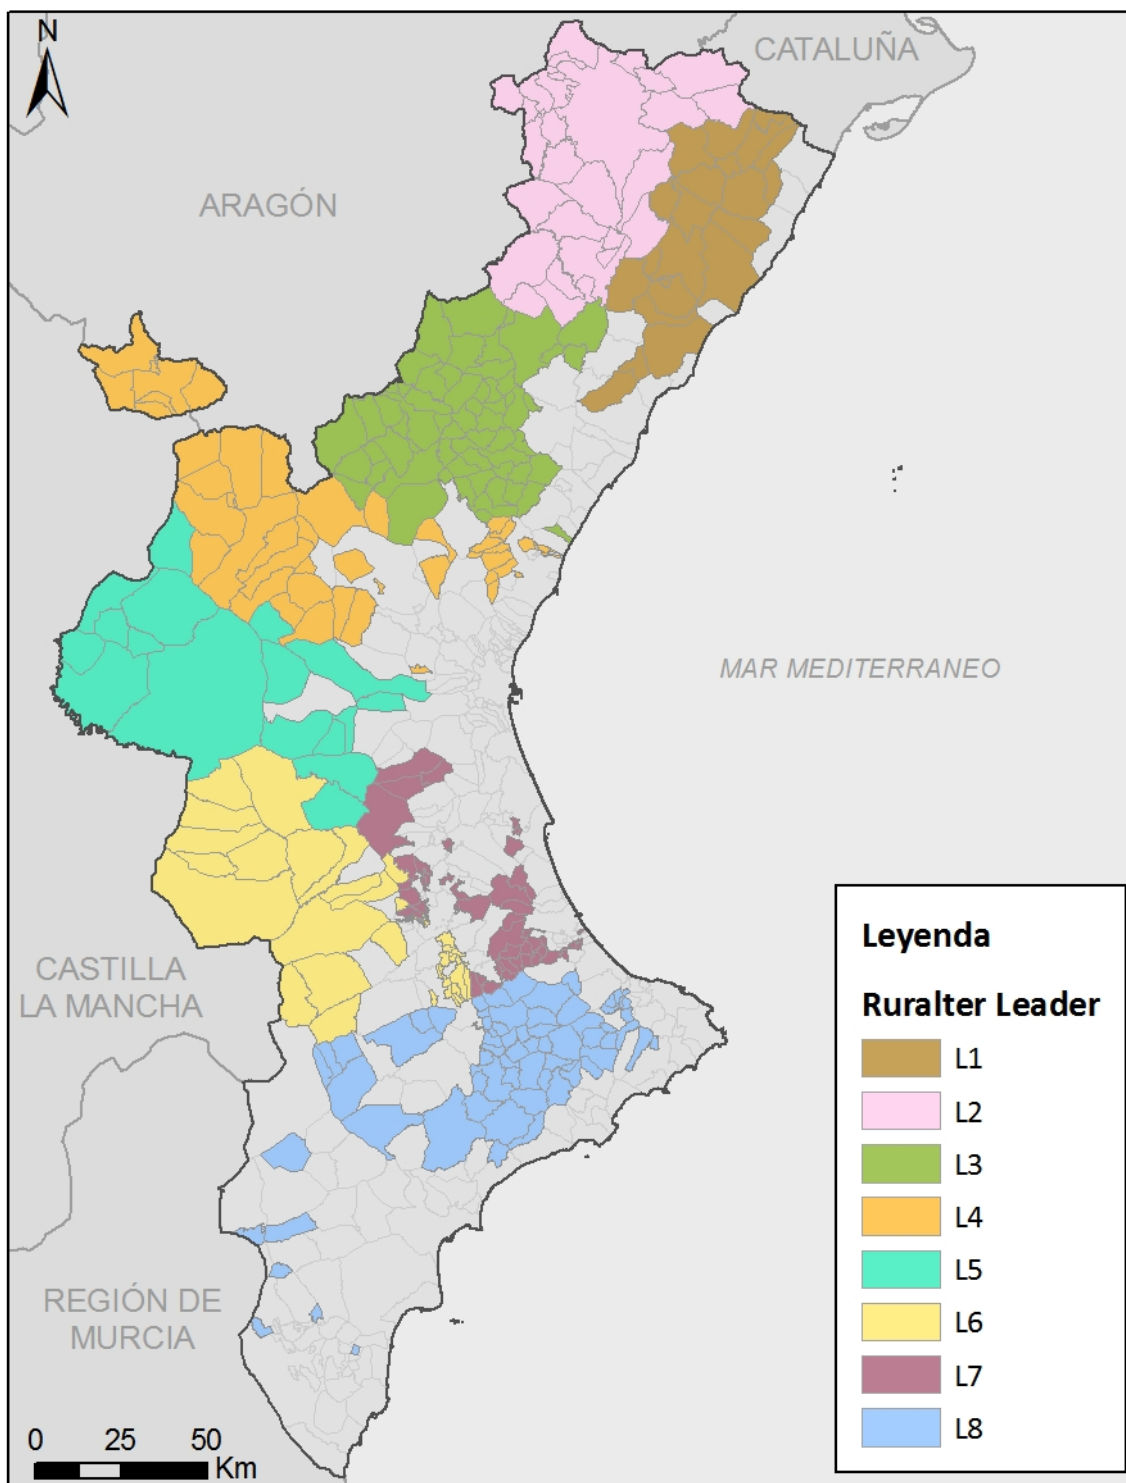 N
CATALUÑA
ARAGÓN
MAR MEDITERRANEO
CASTILLA
LA MANCHA
REGIÓN DE
MURCIA
0 25 50
Km
Leyenda
Ruralter Leader
L1
L2
L3
L4
L5
L6
L7
L8